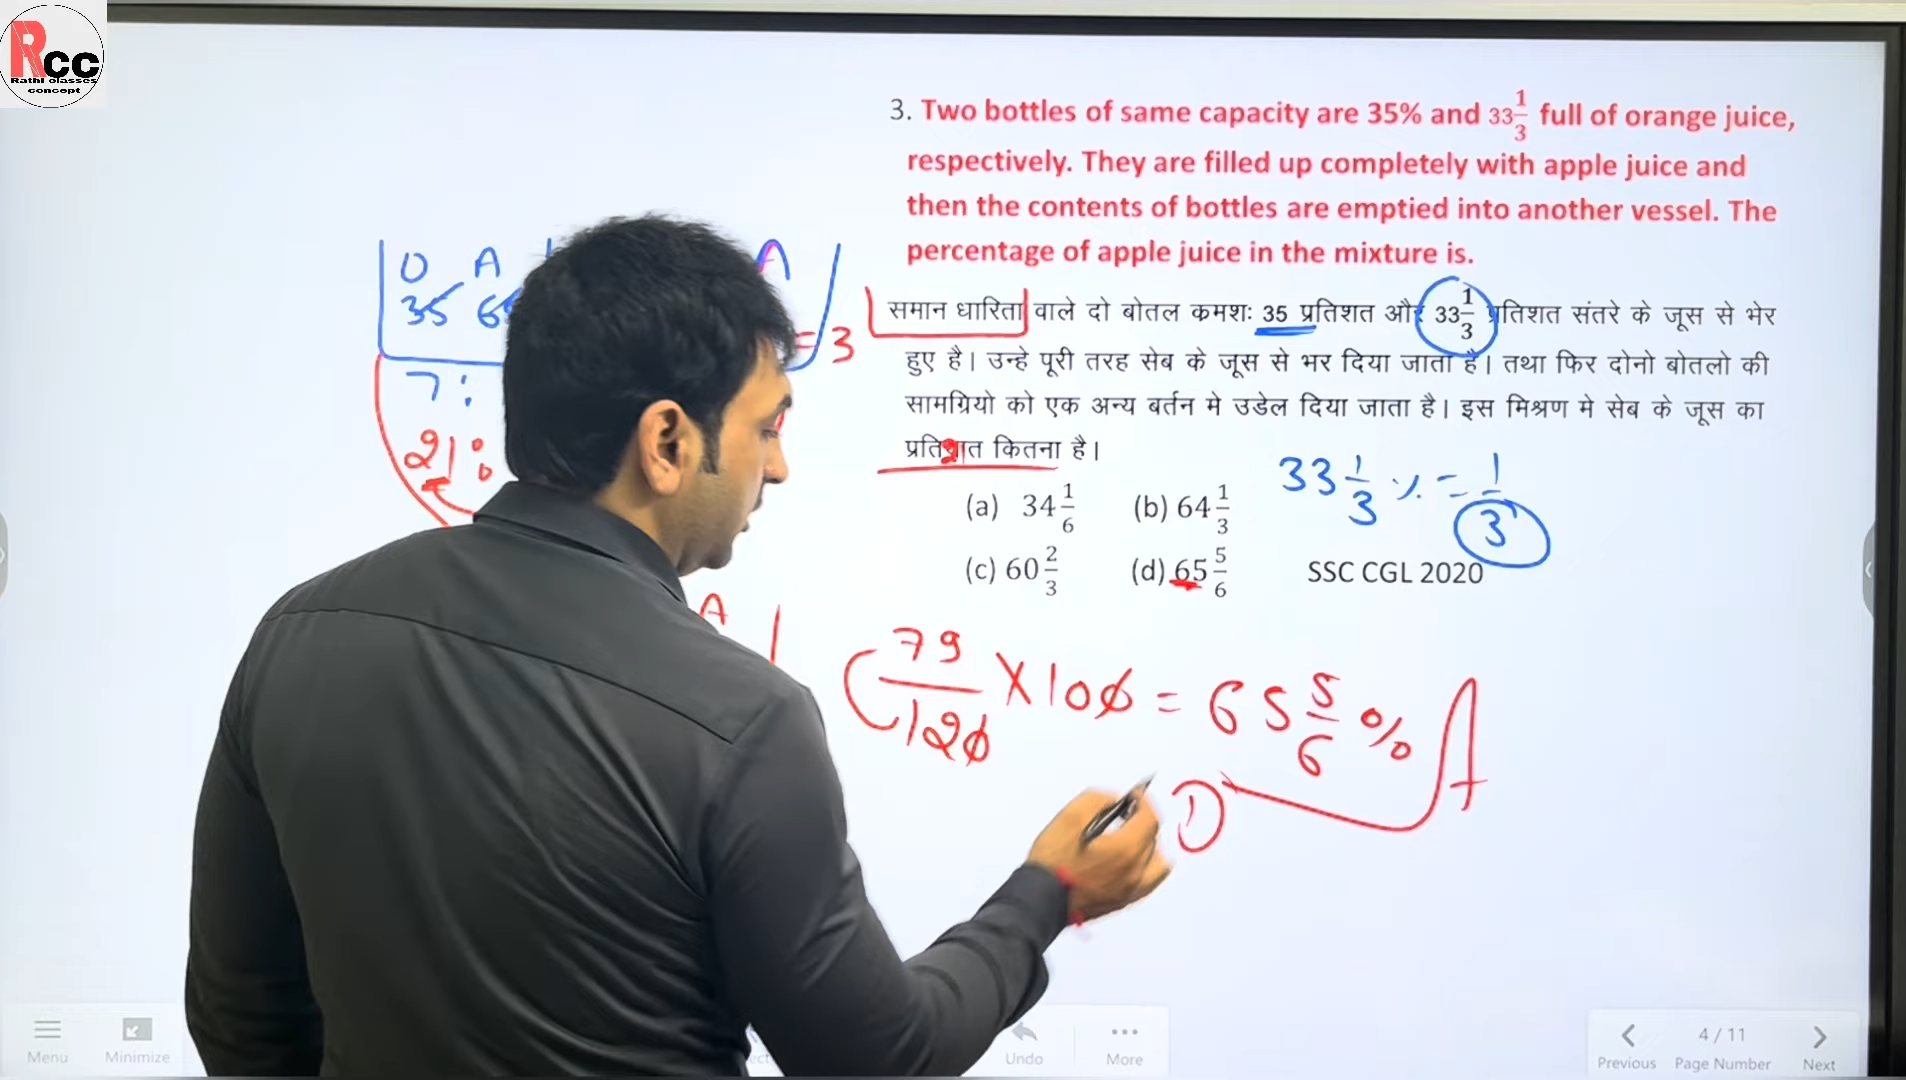 Rcc
Rathi classes
concept
3. Two bottles of same capacity are 35% and 33 1/3 full of orange juice,
respectively. They are filled up completely with apple juice and
then the contents of bottles are emptied into another vessel. The
percentage of apple juice in the mixture is.
समान धारिता वाले दो बोतल कमशः 35 प्रतिशत और 33 1/3 प्रतिशत संतरे के जूस से भेर
हुए है। उन्हे पूरी तरह सेब के जूस से भर दिया जाता है। तथा फिर दोनो बोतलो की
सामग्रियो को एक अन्य बर्तन मे उडेल दिया जाता है। इस मिश्रण मे सेब के जूस का
प्रतिशत कितना है।
(a) 34 1/6 (b) 64 1/3
(c) 60 2/3 (d) 65 5/6 SSC CGL 2020
33 1/3 % = 1/3
O A
35
A
= 3
7 :
21 :
A
79/120 × 100 = 65 5/6 %
D A
Menu Minimize
Undo More
Previous 4 / 11 Next
Page Number